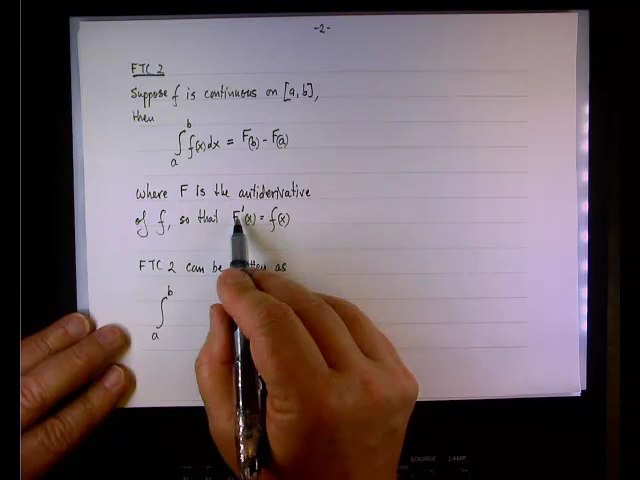 -2-
FTC 2
Suppose f is continuous on [a, b],
then
∫ₐᵇ f(x) dx = F(b) - F(a)
where F is the antiderivative
of f, so that F'(x) = f(x)
FTC 2 can be as
∫ₐᵇ
SOURCE LAMP